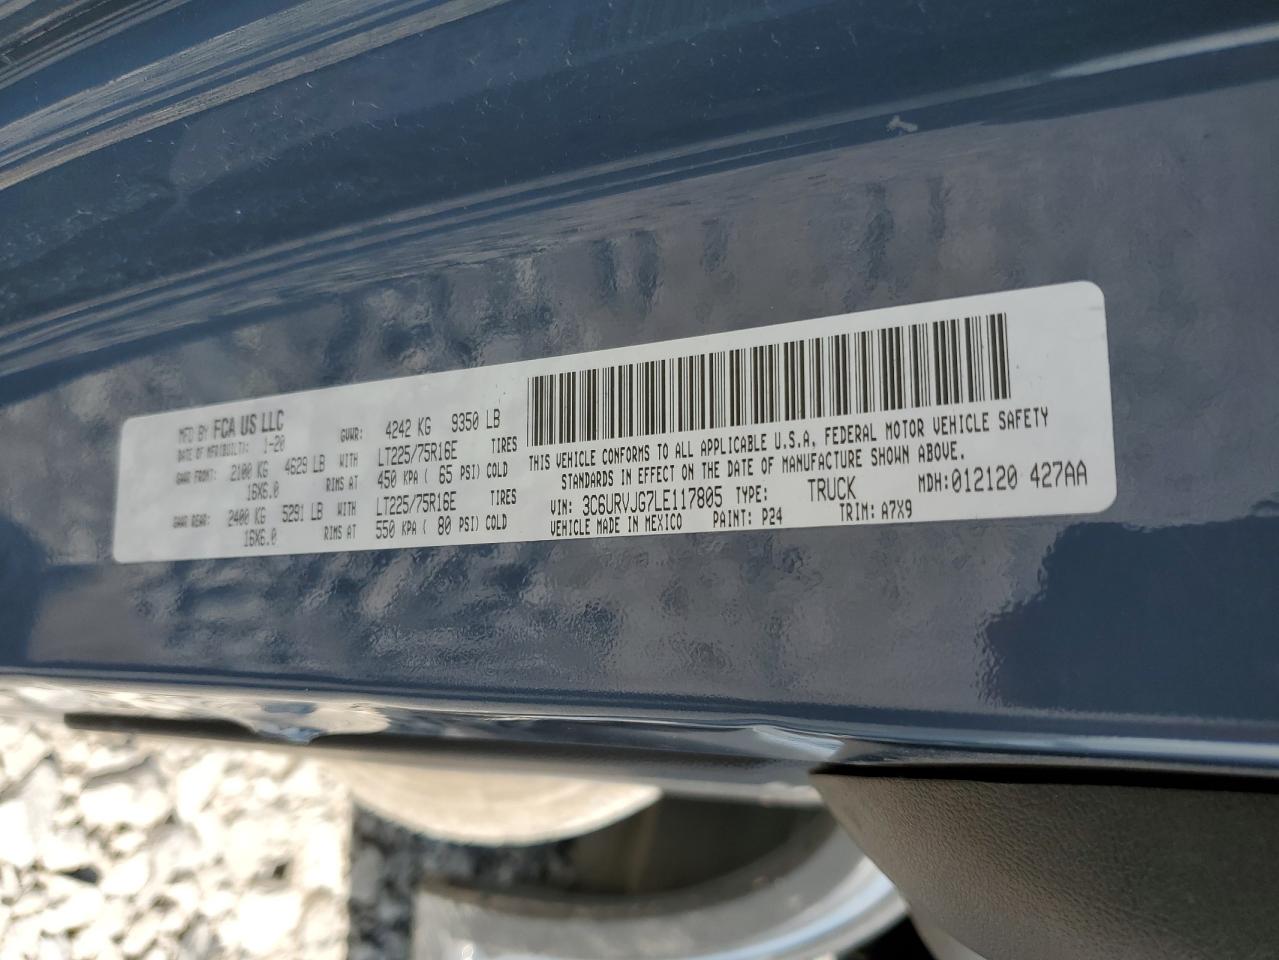 MFD BY FCA US LLC
DATE OF MFR(BUILT): 1-20 GVWR: 4242 KG 9350 LB
GAWR FRONT: 2100 KG 4629 LB WITH LT225/75R16E TIRES
16X6.0 RIMS AT 450 KPA ( 65 PSI) COLD
GAWR REAR: 2400 KG 5291 LB WITH LT225/75R16E TIRES
16X6.0 RIMS AT 550 KPA ( 80 PSI) COLD
THIS VEHICLE CONFORMS TO ALL APPLICABLE U.S.A. FEDERAL MOTOR VEHICLE SAFETY
STANDARDS IN EFFECT ON THE DATE OF MANUFACTURE SHOWN ABOVE.
VIN: 3C6URVJG7LE117805 TYPE: TRUCK MDH:012120 427AA
VEHICLE MADE IN MEXICO PAINT: P24 TRIM: A7X9